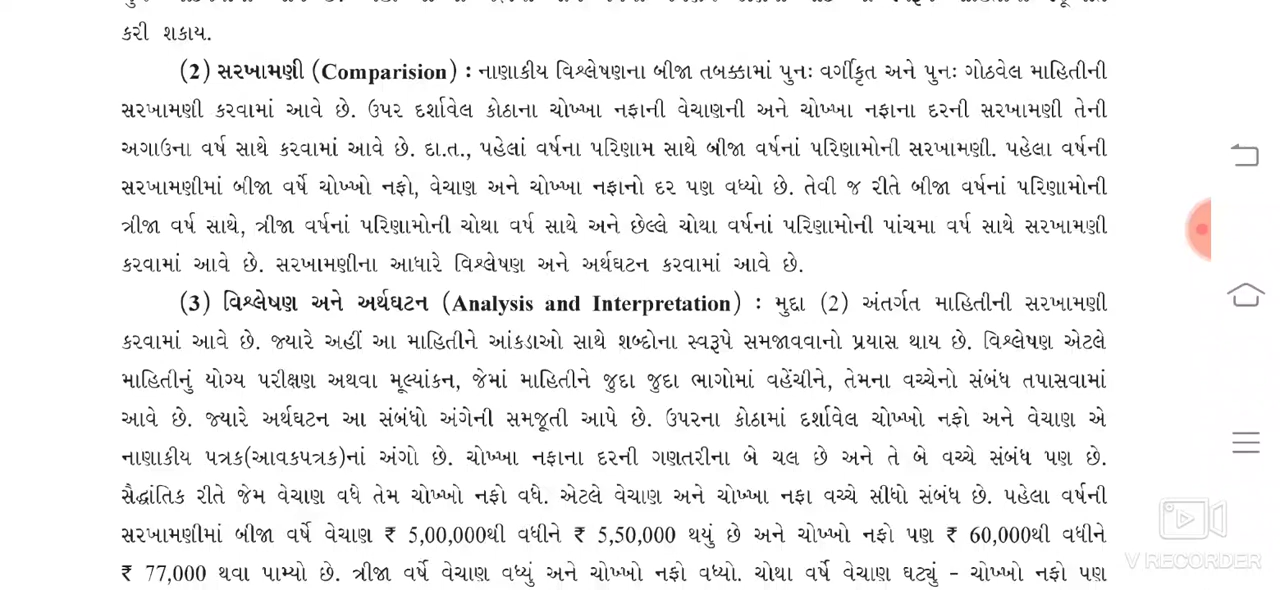 કરી શકાય.
(2) સરખામણી (Comparision) : નાણાકીય વિશ્લેષણના બીજા તબક્કામાં પુનઃ વર્ગીકૃત અને પુનઃ ગોઠવેલ માહિતીની
સરખામણી કરવામાં આવે છે. ઉપર દર્શાવેલ કોઠાના ચોખ્ખા નફાની વેચાણની અને ચોખ્ખા નફાના દરની સરખામણી તેની
અગાઉના વર્ષ સાથે કરવામાં આવે છે. દા.ત., પહેલાં વર્ષના પરિણામ સાથે બીજા વર્ષનાં પરિણામોની સરખામણી. પહેલા વર્ષની
સરખામણીમાં બીજા વર્ષે ચોખ્ખો નફો, વેચાણ અને ચોખ્ખા નફાનો દર પણ વધ્યો છે. તેવી જ રીતે બીજા વર્ષનાં પરિણામોની
ત્રીજા વર્ષ સાથે, ત્રીજા વર્ષનાં પરિણામોની ચોથા વર્ષ સાથે અને છેલ્લે ચોથા વર્ષનાં પરિણામોની પાંચમા વર્ષ સાથે સરખામણી
કરવામાં આવે છે. સરખામણીના આધારે વિશ્લેષણ અને અર્થઘટન કરવામાં આવે છે.
(3) વિશ્લેષણ અને અર્થઘટન (Analysis and Interpretation) : મુદ્દા (2) અંતર્ગત માહિતીની સરખામણી
કરવામાં આવે છે. જ્યારે અહીં આ માહિતીને આંકડાઓ સાથે શબ્દોના સ્વરૂપે સમજાવવાનો પ્રયાસ થાય છે. વિશ્લેષણ એટલે
માહિતીનું યોગ્ય પરીક્ષણ અથવા મૂલ્યાંકન, જેમાં માહિતીને જુદા જુદા ભાગોમાં વહેંચીને, તેમના વચ્ચેનો સંબંધ તપાસવામાં
આવે છે. જ્યારે અર્થઘટન આ સંબંધો અંગેની સમજૂતી આપે છે. ઉપરના કોઠામાં દર્શાવેલ ચોખ્ખો નફો અને વેચાણ એ
નાણાકીય પત્રક(આવકપત્રક)નાં અંગો છે. ચોખ્ખા નફાના દરની ગણતરીના બે ચલ છે અને તે બે વચ્ચે સંબંધ પણ છે.
સૈદ્ધાંતિક રીતે જેમ વેચાણ વધે તેમ ચોખ્ખો નફો વધે. એટલે વેચાણ અને ચોખ્ખા નફા વચ્ચે સીધો સંબંધ છે. પહેલા વર્ષની
સરખામણીમાં બીજા વર્ષે વેચાણ ₹ 5,00,000થી વધીને ₹ 5,50,000 થયું છે અને ચોખ્ખો નફો પણ ₹ 60,000થી વધીને
₹ 77,000 થવા પામ્યો છે. ત્રીજા વર્ષે વેચાણ વધ્યું અને ચોખ્ખો નફો વધ્યો. ચોથા વર્ષે વેચાણ ઘટ્યું - ચોખ્ખો નફો પણ
V RECORDER